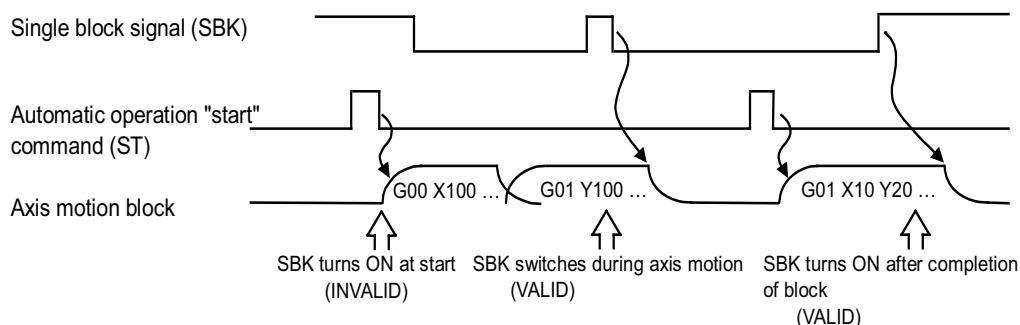 Single block signal (SBK)
Automatic operation "start"
command (ST)
Axis motion block
G00 X100 ...
G01 Y100 ...
G01 X10 Y20 ...
SBK turns ON at start
(INVALID)
SBK switches during axis motion
(VALID)
SBK turns ON after completion
of block
(VALID)